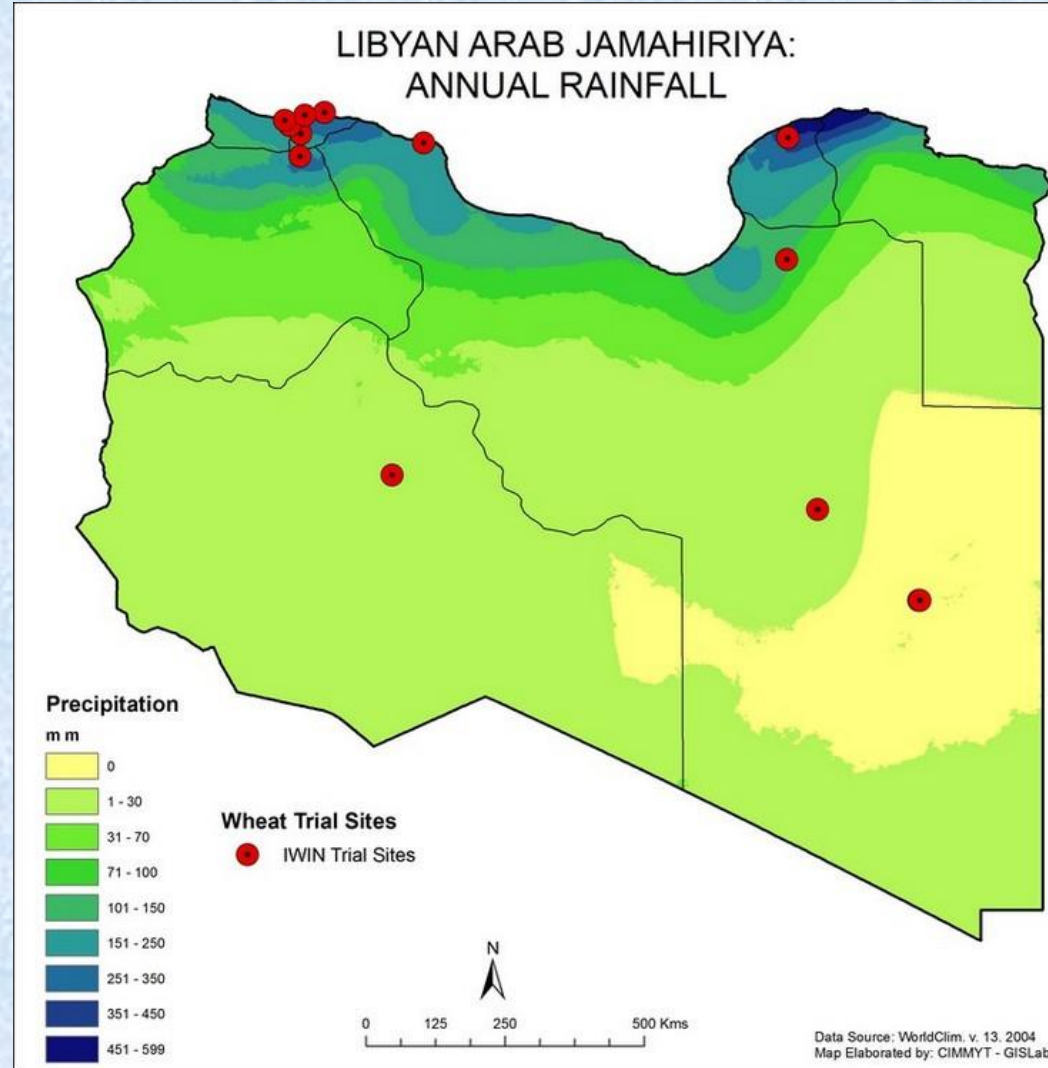 LIBYAN ARAB JAMAHIRIYA:
ANNUAL RAINFALL
Precipitation
m m
0
1 - 30
31 - 70
71 - 100
101 - 150
151 - 250
251 - 350
351 - 450
451 - 599
Wheat Trial Sites
IWIN Trial Sites
N
0 125 250 500 Kms
Data Source: WorldClim. v. 13. 2004
Map Elaborated by: CIMMYT - GISLab